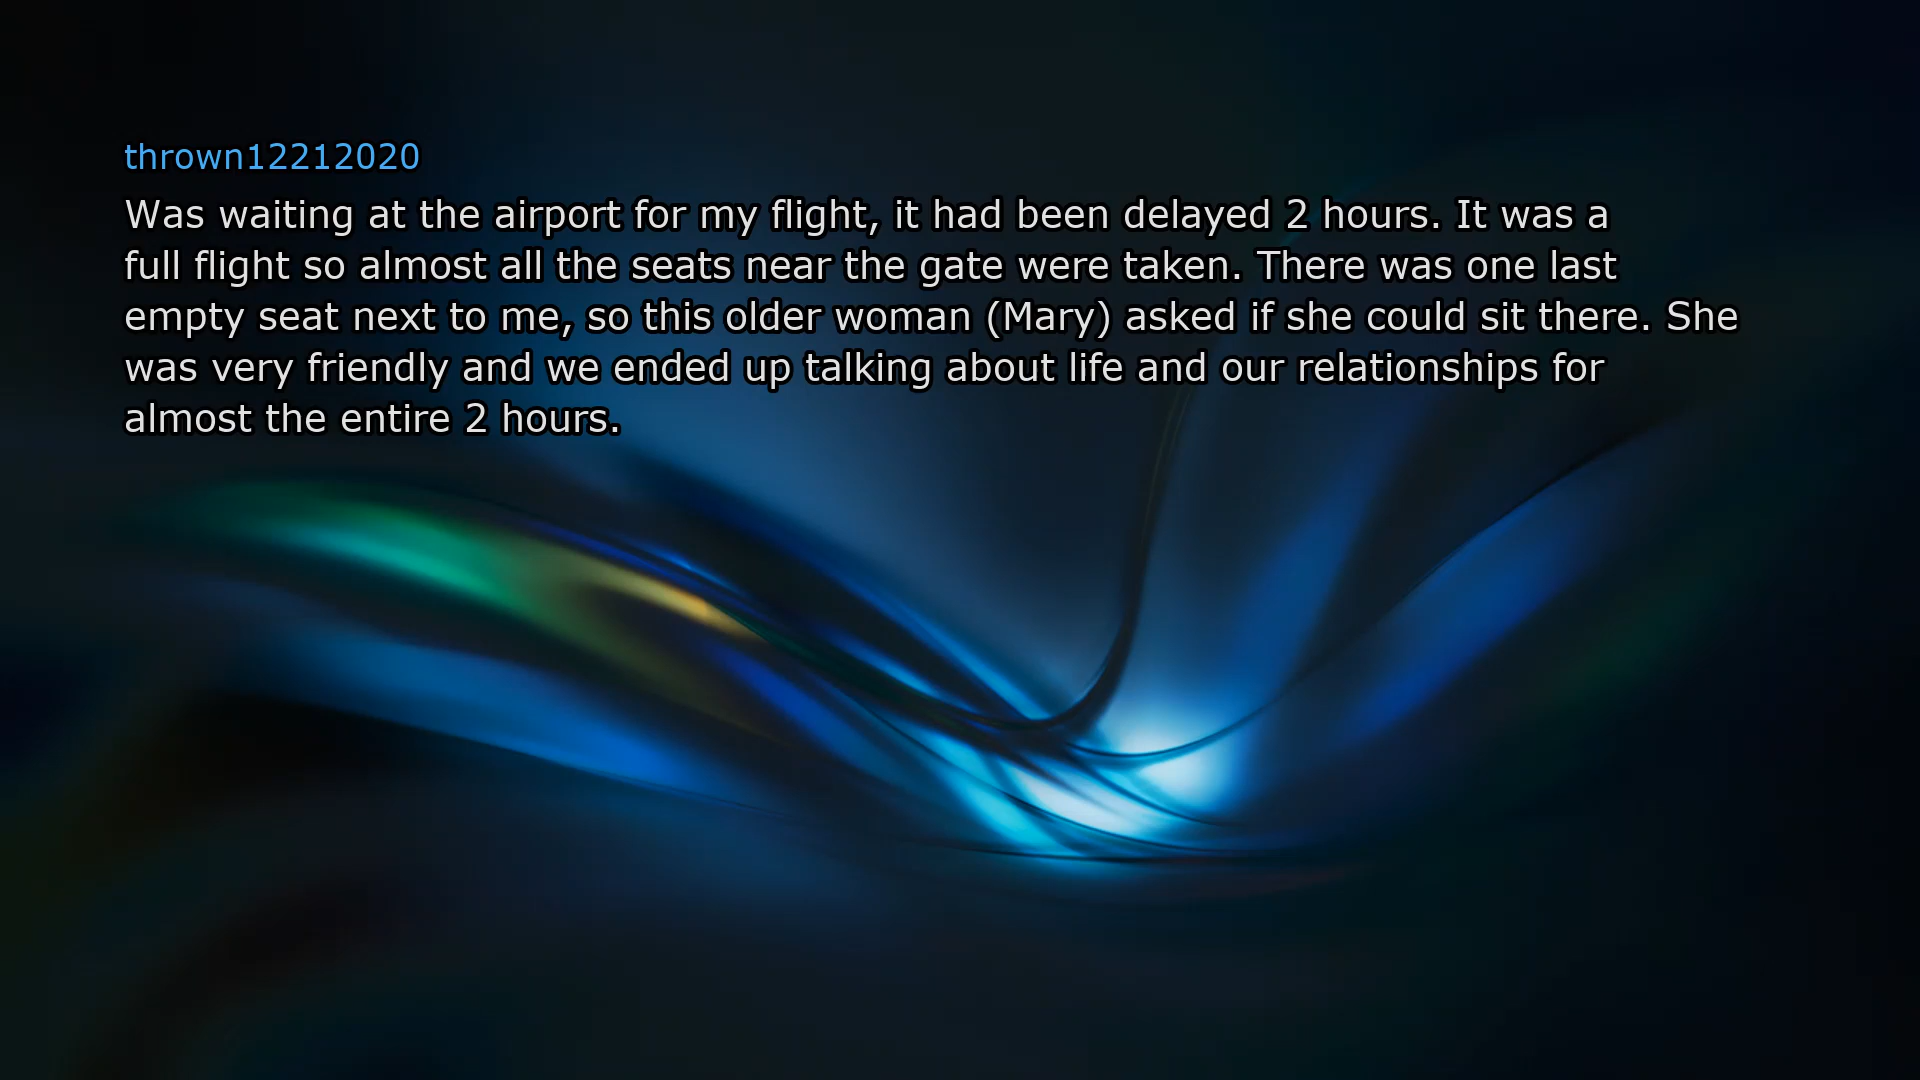 thrown12212020
Was waiting at the airport for my flight, it had been delayed 2 hours. It was a
full flight so almost all the seats near the gate were taken. There was one last
empty seat next to me, so this older woman (Mary) asked if she could sit there. She
was very friendly and we ended up talking about life and our relationships for
almost the entire 2 hours.